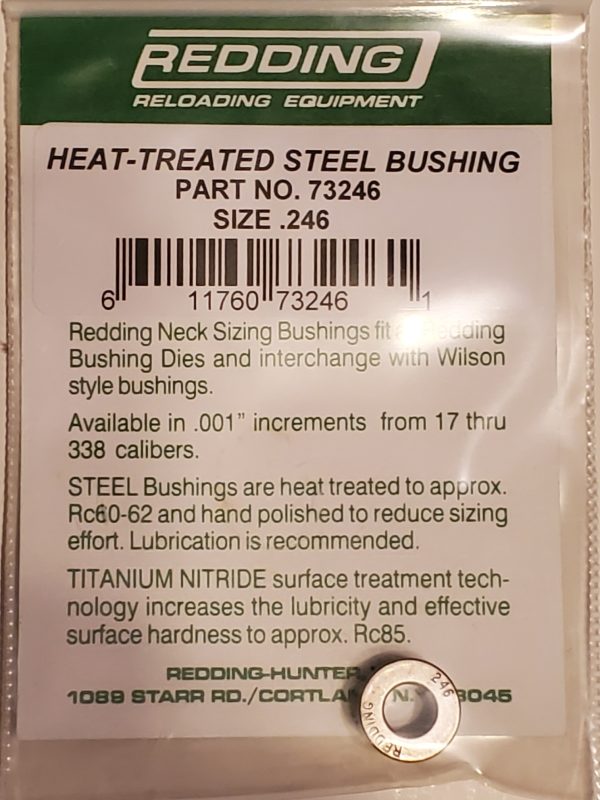 REDDING
RELOADING EQUIPMENT
HEAT-TREATED STEEL BUSHING
PART NO. 73246
SIZE .246
6 11760 73246 1
Redding Neck Sizing Bushings fit
Bushing Dies and interchange with Wilson
style bushings.
Available in .001" increments from 17 thru
338 calibers.
STEEL Bushings are heat treated to approx.
Rc60-62 and hand polished to reduce sizing
effort. Lubrication is recommended.
TITANIUM NITRIDE surface treatment tech-
nology increases the lubricity and effective
surface hardness to approx. Rc85.
REDDING-HUNTER
1089 STARR RD./
246
REDDING